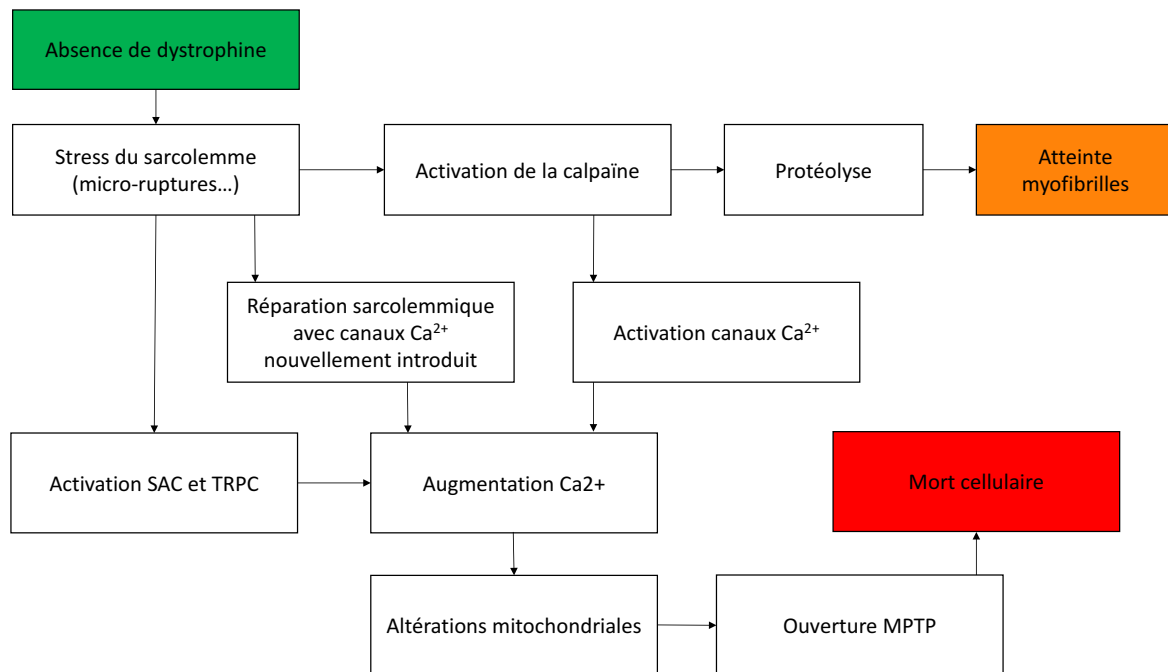 Absence de dystrophine
Stress du sarcolemme
(micro-ruptures…)
Activation de la calpaïne
Protéolyse
Atteinte
myofibrilles
Réparation sarcolemmique
avec canaux Ca²⁺
nouvellement introduit
Activation canaux Ca²⁺
Activation SAC et TRPC
Augmentation Ca2+
Mort cellulaire
Altérations mitochondriales
Ouverture MPTP